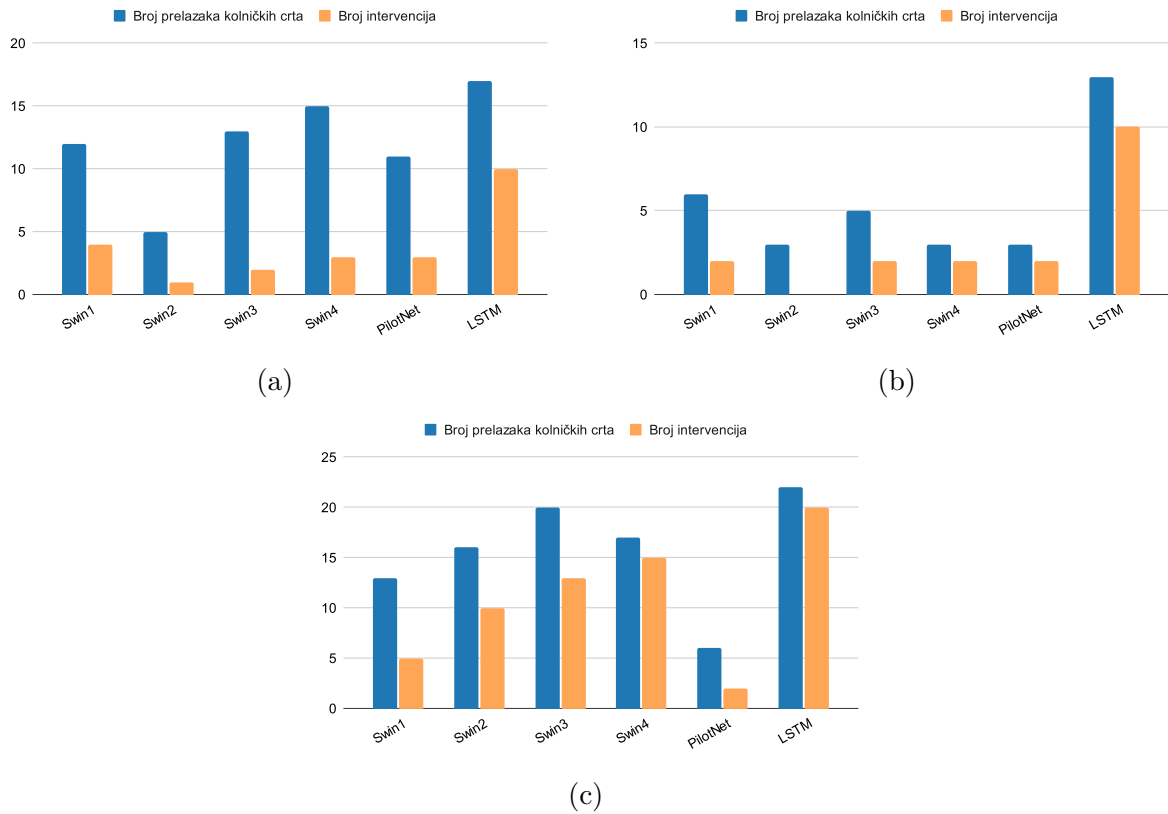 Broj prelazaka kolničkih crta Broj intervencija
20
15
10
5
0
Swin1 Swin2 Swin3 Swin4 PilotNet LSTM
(a)
Broj prelazaka kolničkih crta Broj intervencija
15
10
5
0
Swin1 Swin2 Swin3 Swin4 PilotNet LSTM
(b)
Broj prelazaka kolničkih crta Broj intervencija
25
20
15
10
5
0
Swin1 Swin2 Swin3 Swin4 PilotNet LSTM
(c)